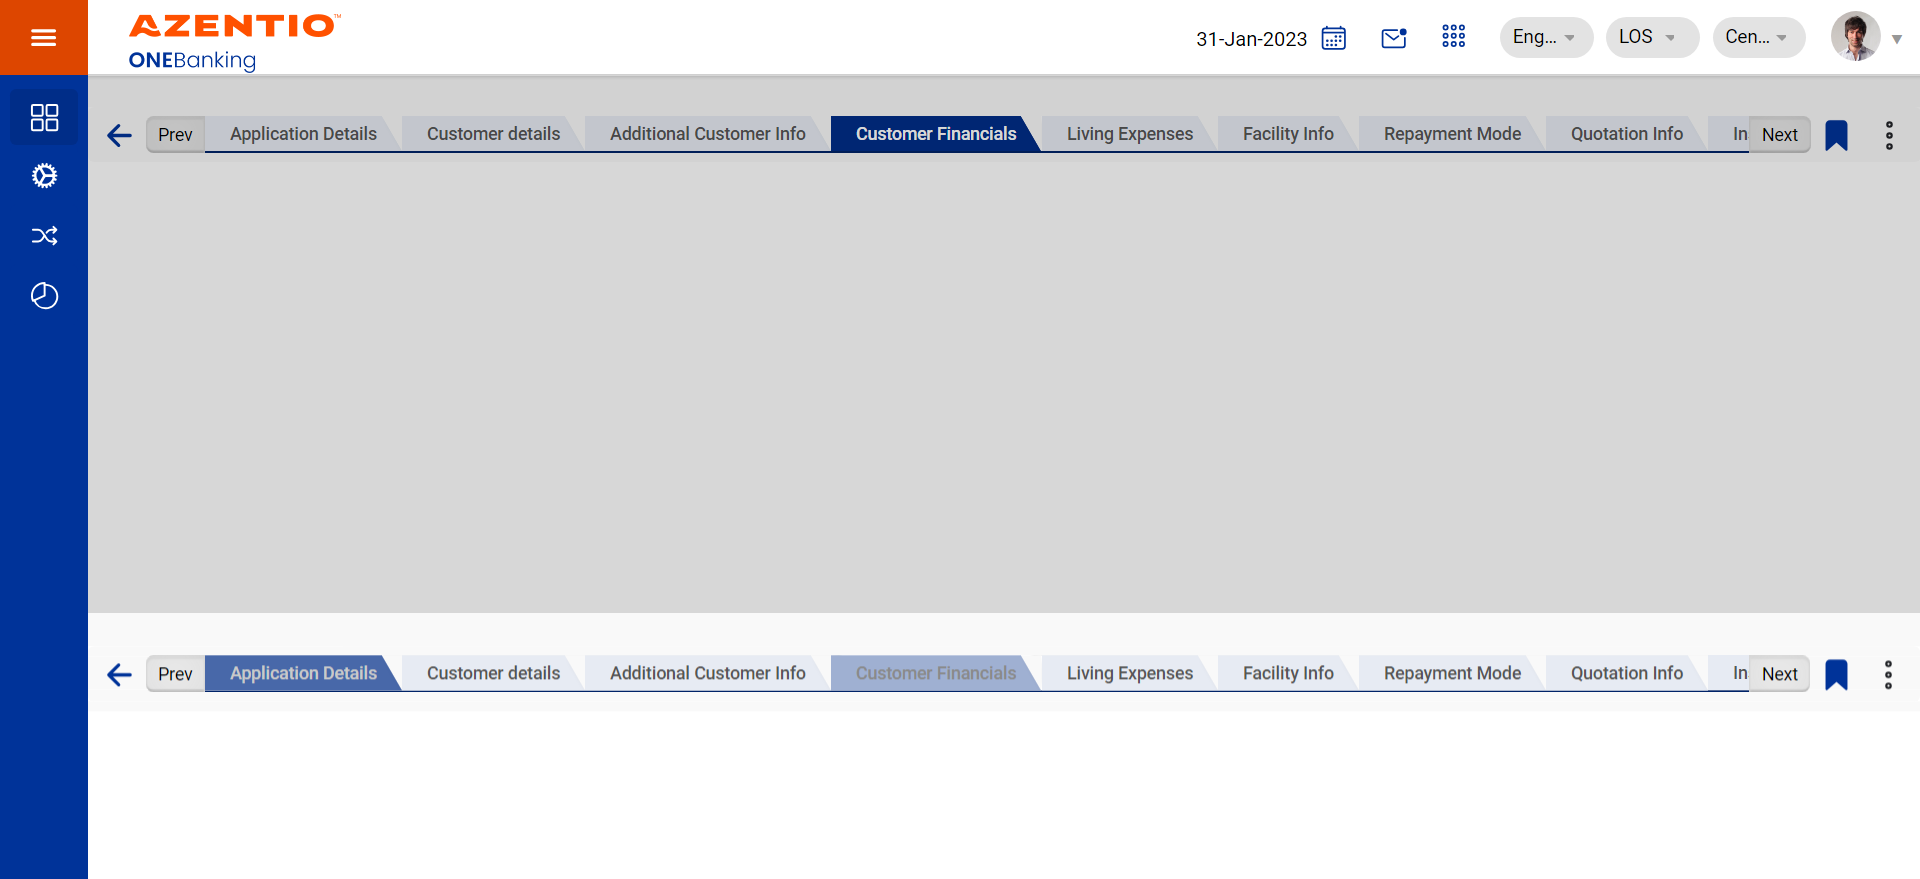 AZENTIO™
ONEBanking
31-Jan-2023
Eng...
LOS
Cen...
Prev Application Details Customer details Additional Customer Info Customer Financials Living Expenses Facility Info Repayment Mode Quotation Info In Next
Prev Application Details Customer details Additional Customer Info Customer Financials Living Expenses Facility Info Repayment Mode Quotation Info In Next